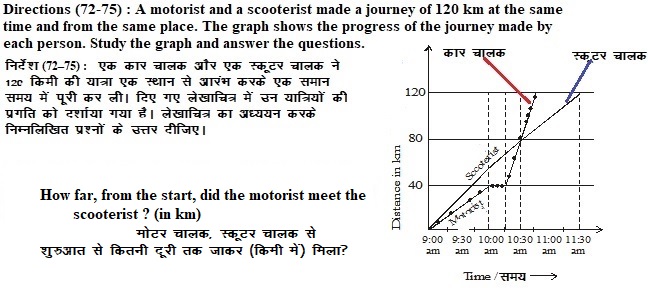 Directions (72-75) : A motorist and a scooterist made a journey of 120 km at the same
time and from the same place. The graph shows the progress of the journey made by
each person. Study the graph and answer the questions.
निर्देश (72–75): एक कार चालक और एक स्कूटर चालक ने
120 किमी की यात्रा एक स्थान से आरंभ करके एक समान
समय में पूरी कर ली। दिए गए लेखाचित्र में उन यात्रियों की
प्रगति को दर्शाया गया है। लेखाचित्र का अध्ययन करके
निम्नलिखित प्रश्नों के उत्तर दीजिए।
How far, from the start, did the motorist meet the
scooterist ? (in km)
मोटर चालक, स्कूटर चालक से
शुरुआत से कितनी दूरी तक जाकर (किमी में) मिला?
कार चालक
स्कूटर चालक
120
80
40
Distance in km
Scooterist
Motorist
9:00 9:30 10:00 10:30 11:00 11:30
am am am am am am
Time / समय